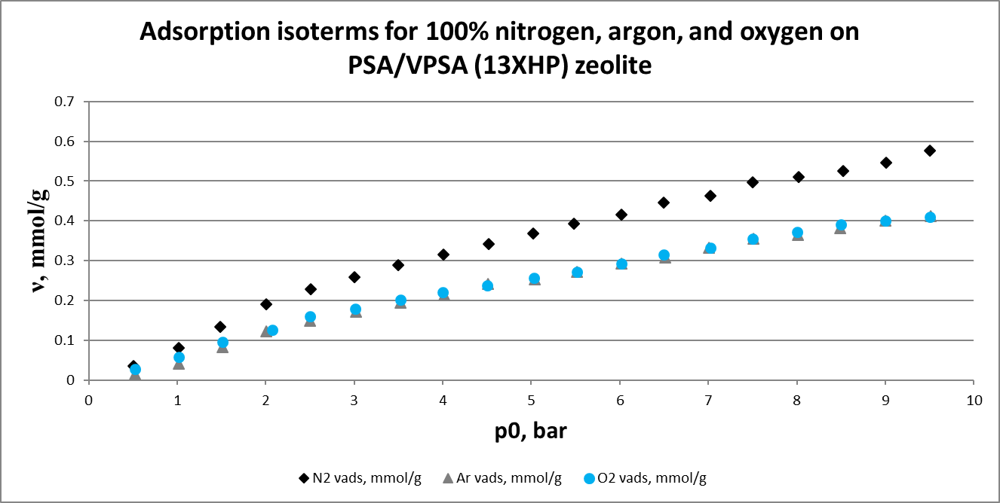 Adsorption isoterms for 100% nitrogen, argon, and oxygen on
PSA/VPSA (13XHP) zeolite
0.7
0.6
0.5
0.4
0.3
0.2
0.1
0
ν, mmol/g
0 1 2 3 4 5 6 7 8 9 10
p0, bar
N2 vads, mmol/g Ar vads, mmol/g O2 vads, mmol/g